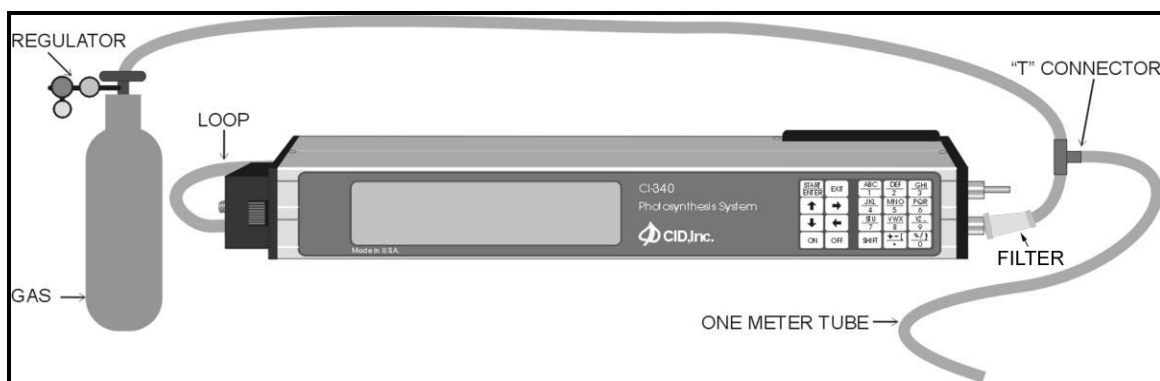 REGULATOR
"T" CONNECTOR
LOOP
CI-340
Photosynthesis System
CID,Inc.
Made in U.S.A.
START
ENTER
EXIT
ABC
1
DEF
2
GHI
3
JKL
4
MNO
5
PQR
6
STU
7
VWX
8
YZ
9
ON
OFF
SHIFT
0
FILTER
GAS
ONE METER TUBE